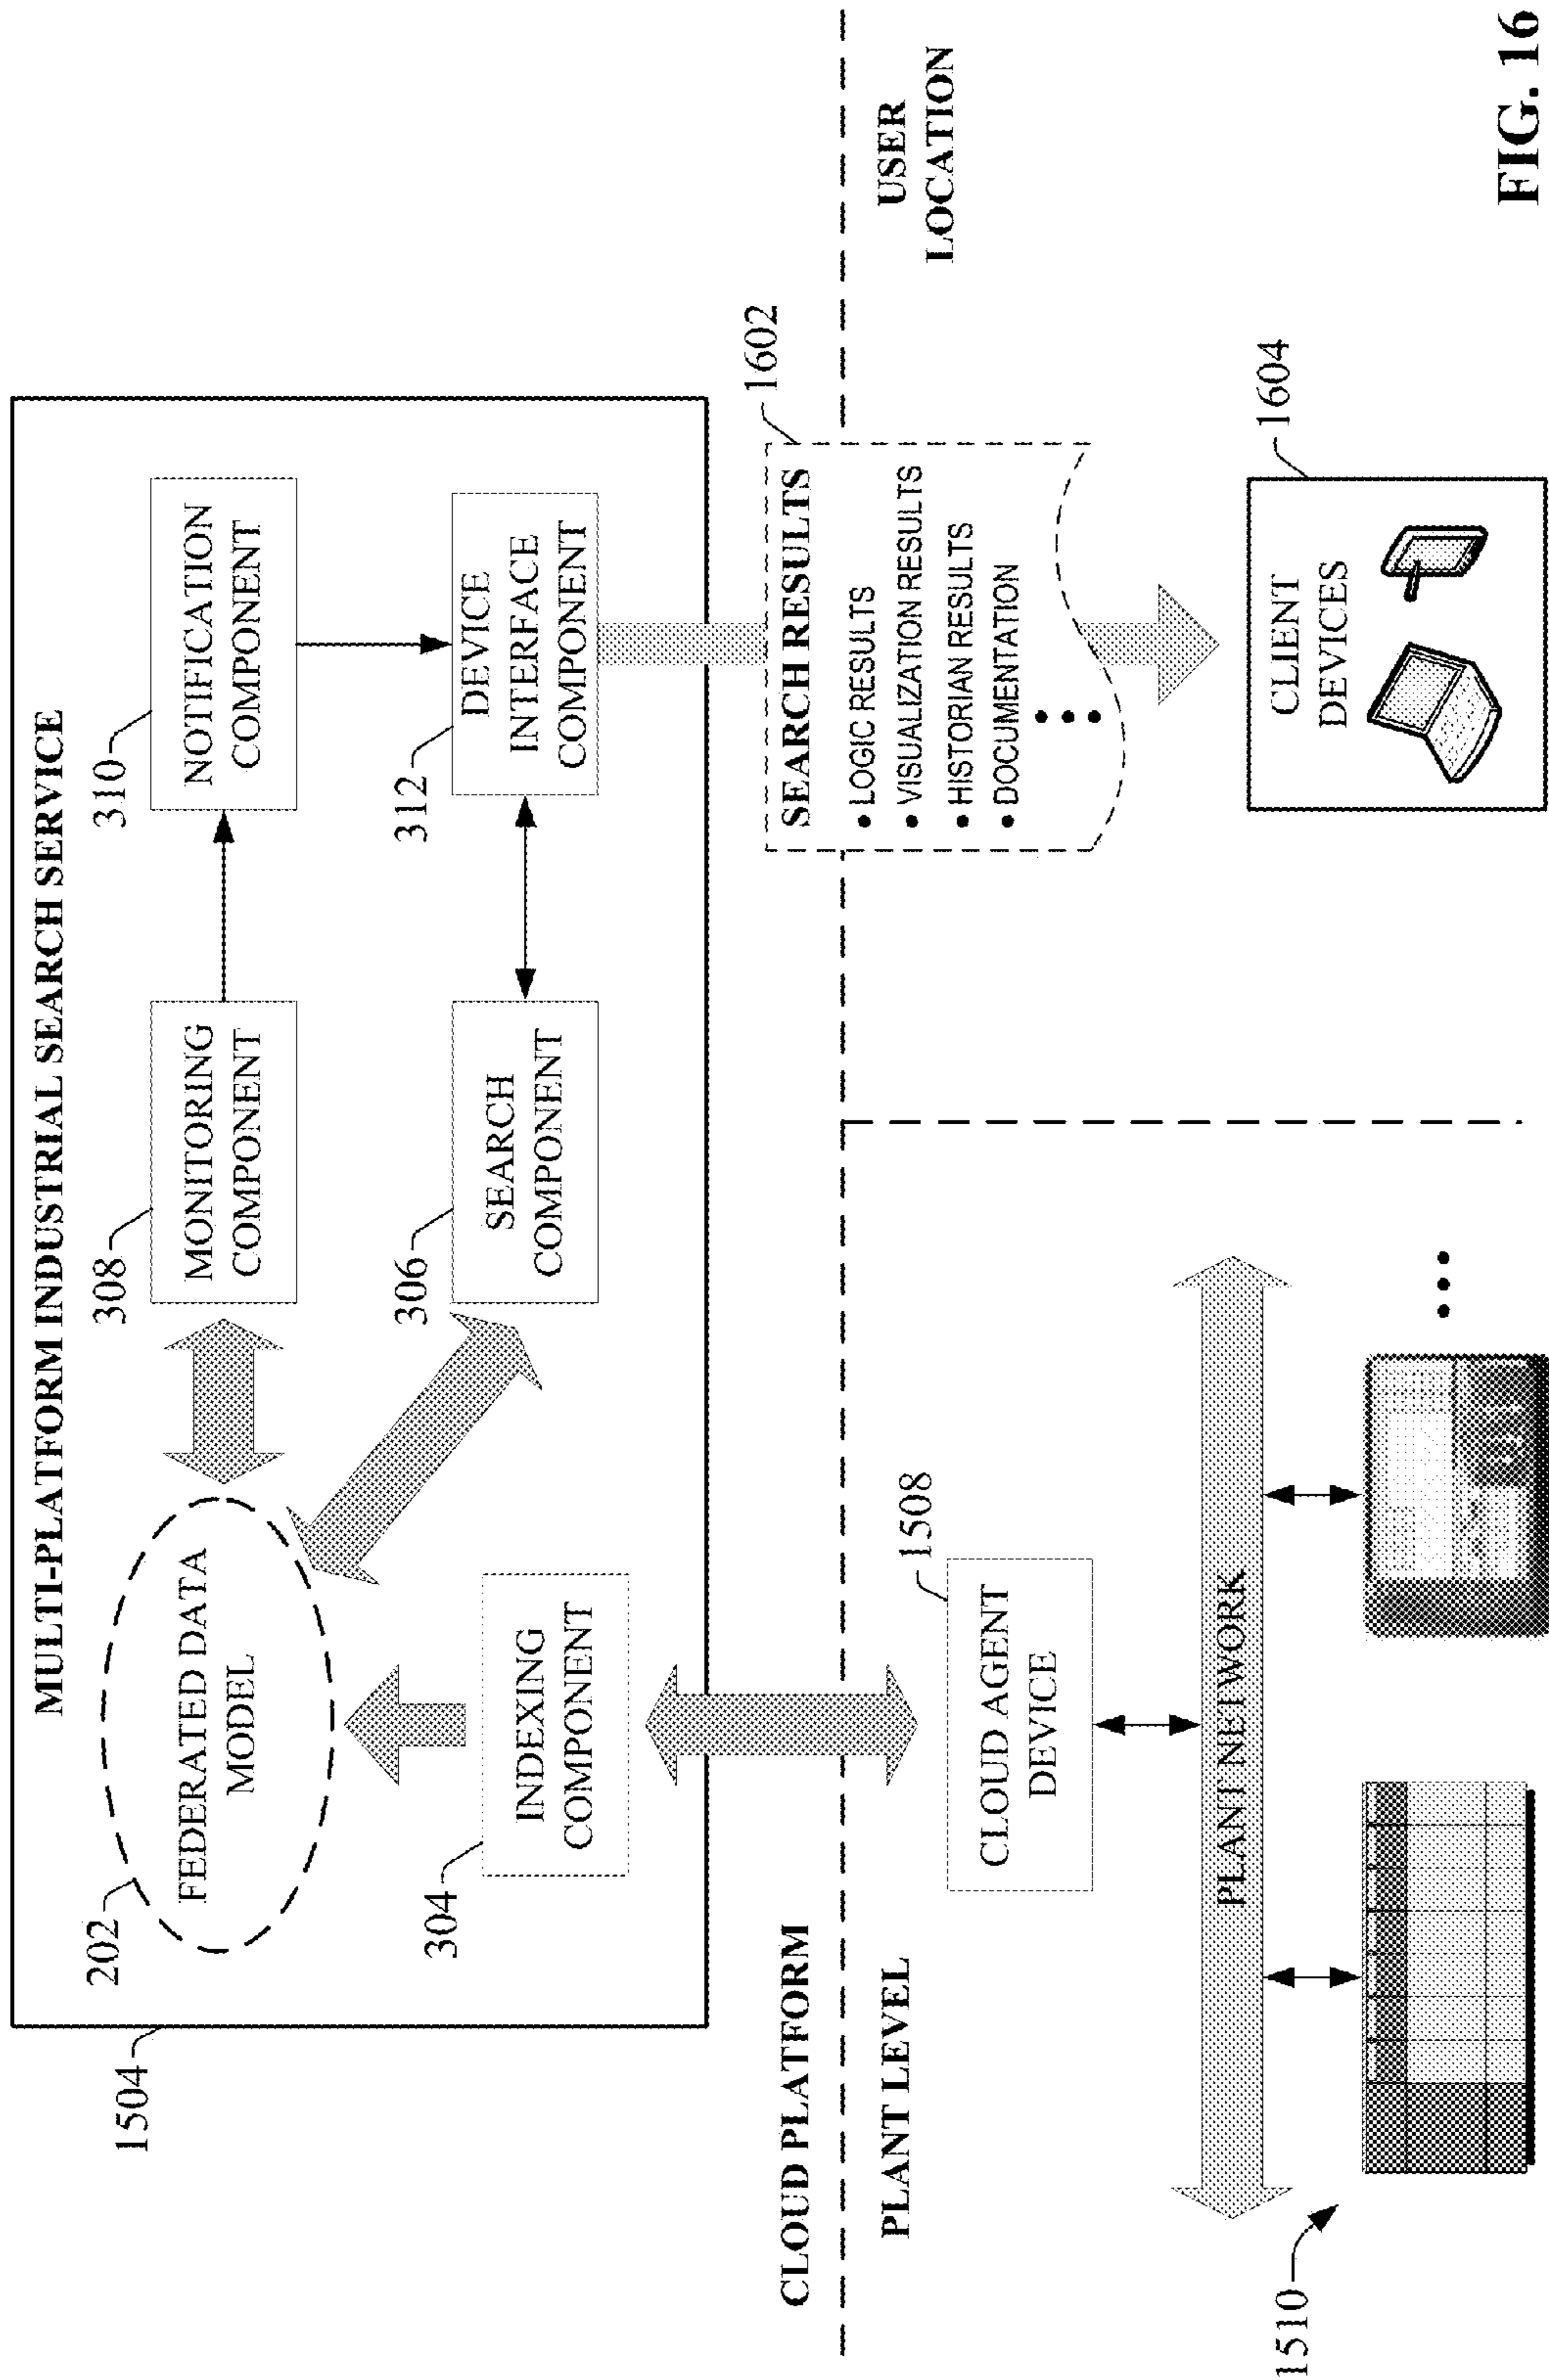 MULTI-PLATFORM INDUSTRIAL SEARCH SERVICE
1504
202
FEDERATED DATA
MODEL
308
MONITORING
COMPONENT
310
NOTIFICATION
COMPONENT
304
INDEXING
COMPONENT
306
SEARCH
COMPONENT
312
DEVICE
INTERFACE
COMPONENT
CLOUD PLATFORM
PLANT LEVEL
USER
LOCATION
1602
SEARCH RESULTS
• LOGIC RESULTS
• VISUALIZATION RESULTS
• HISTORIAN RESULTS
• DOCUMENTATION
1508
CLOUD AGENT
DEVICE
PLANT NETWORK
1510
1604
CLIENT
DEVICES
FIG. 16